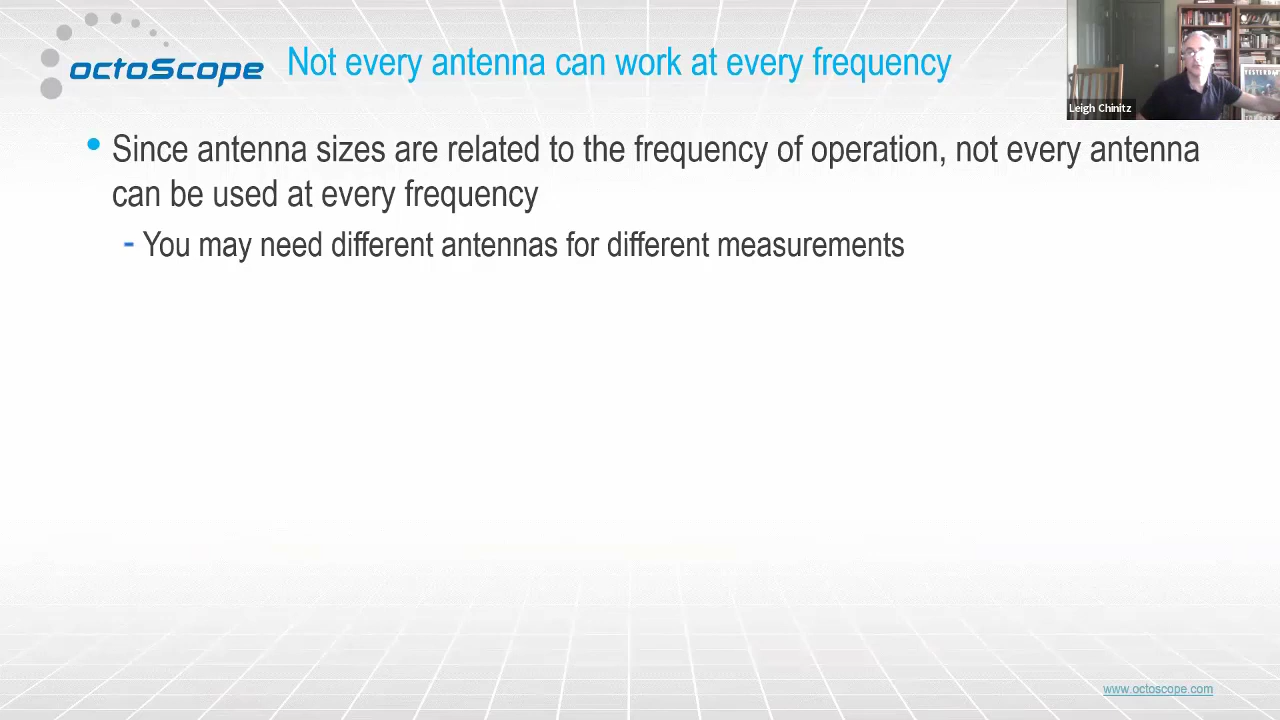 octoScope
Not every antenna can work at every frequency
Leigh Chinitz
• Since antenna sizes are related to the frequency of operation, not every antenna
can be used at every frequency
- You may need different antennas for different measurements
www.octoscope.com